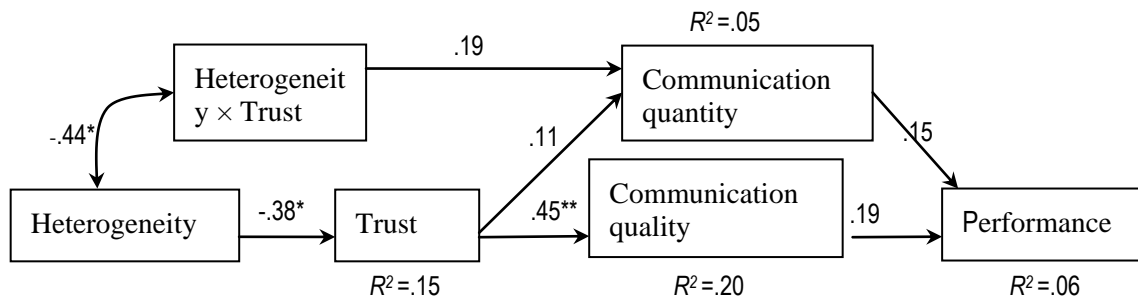 R² =.05
.19
Heterogeneit
y × Trust
Communication
quantity
-.44*
.11
.15
Heterogeneity
-.38*
Trust
.45**
Communication
quality
.19
Performance
R² =.15
R² =.20
R² =.06